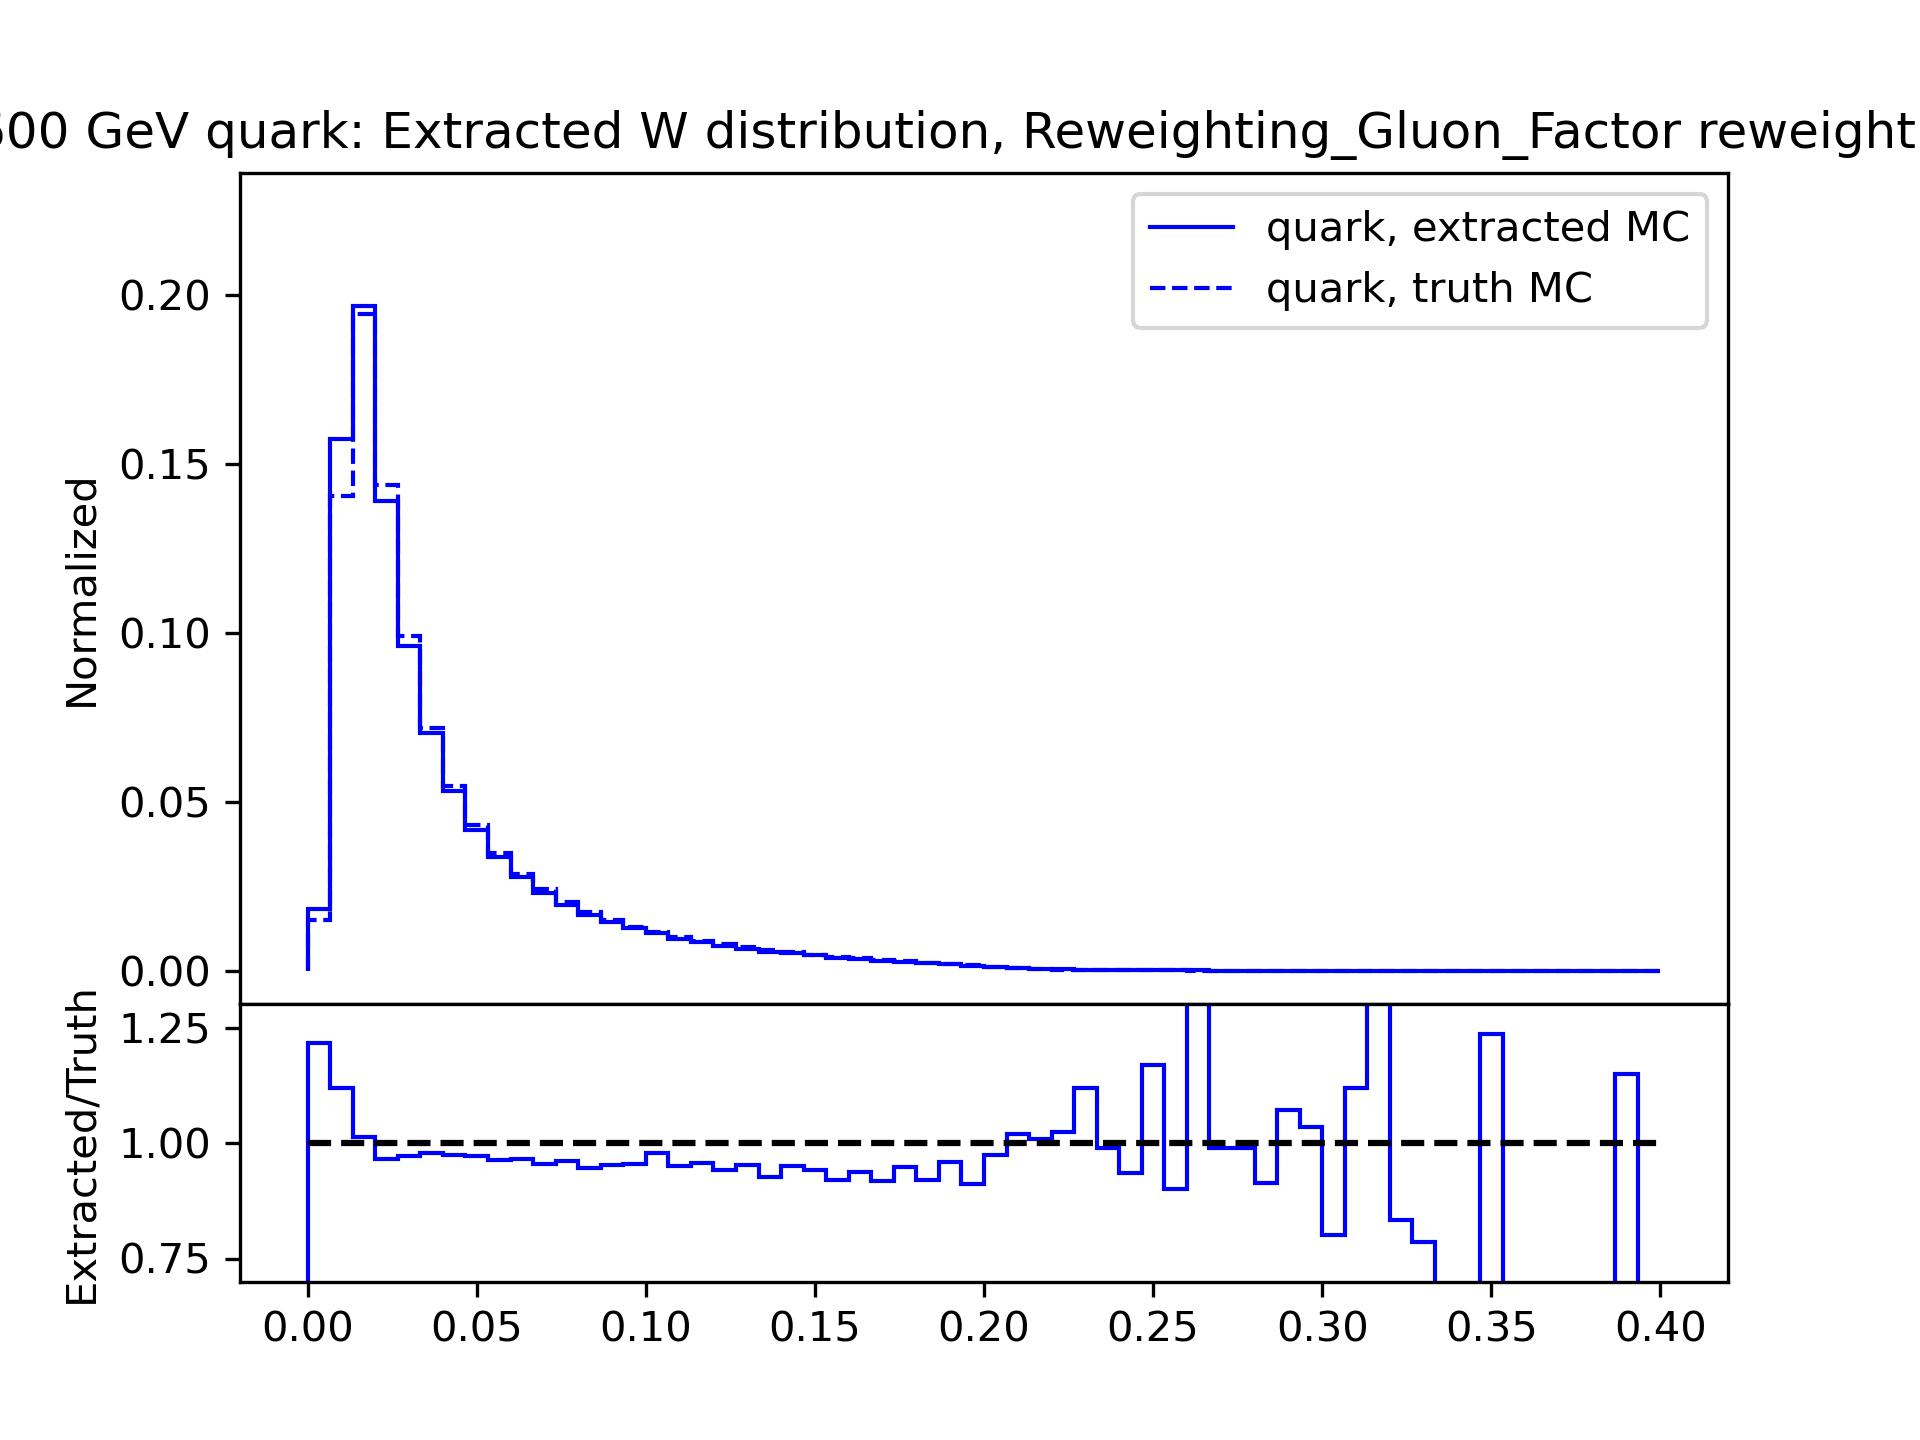 00 GeV quark: Extracted W distribution, Reweighting_Gluon_Factor reweight
quark, extracted MC
quark, truth MC
Normalized
0.20
0.15
0.10
0.05
0.00
Extracted/Truth
1.25
1.00
0.75
0.00 0.05 0.10 0.15 0.20 0.25 0.30 0.35 0.40